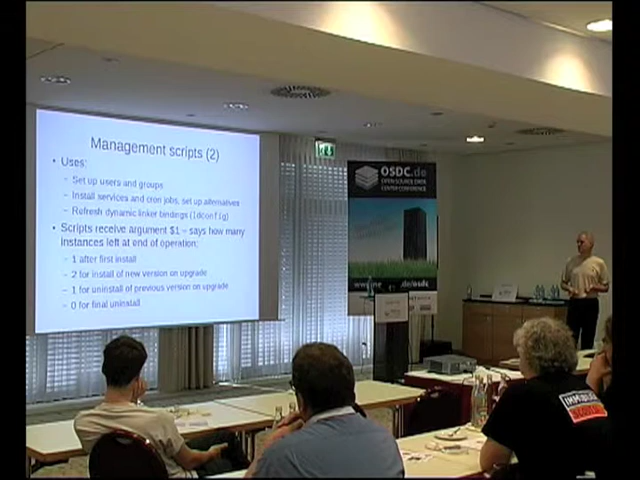 Management scripts (2)
• Uses:
– Set up users and groups
– Install services and cron jobs, set up alternatives
– Refresh dynamic linker bindings (ldconfig)
• Scripts receive argument $1 – says how many
instances left at end of operation:
– 1 after first install
– 2 for install of new version on upgrade
– 1 for uninstall of previous version on upgrade
– 0 for final uninstall
OSDC.de
OPEN SOURCE DATA
CENTER CONFERENCE
.de/osdc